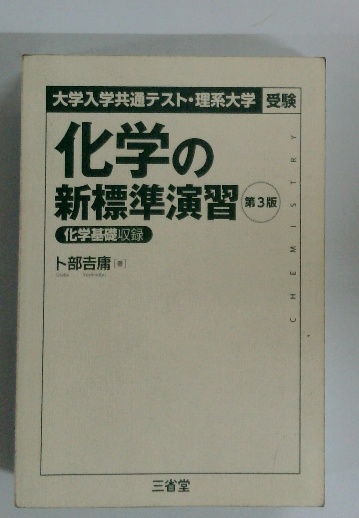 大学入学共通テスト・理系大学 受験
化学の
新標準演習 第3版
化学基礎収録
卜部吉庸[著]
CHEMISTRY
三省堂